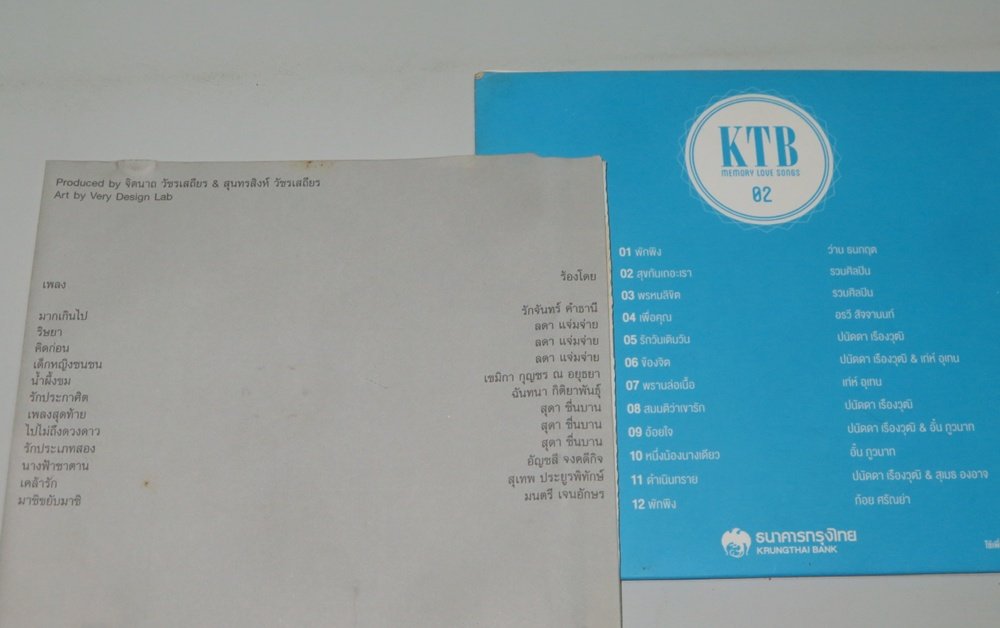 Produced by จิตนาถ วัชรเสถียร & สุนทรสิงห์ วัชรเสถียร
Art by Very Design Lab
เพลง ร้องโดย
มากเกินไป รักจันทร์ คำธานี
ริษยา ลดา แจ่มจ่าย
คิดก่อน ลดา แจ่มจ่าย
เด็กหญิงชนชน ลดา แจ่มจ่าย
น้ำผึ้งขม เขมิกา กุญชร ณ อยุธยา
รักประกาศิต ฉันทนา กิติยาพันธุ์
เพลงสุดท้าย สุดา ชื่นบาน
ไปไม่ถึงดวงดาว สุดา ชื่นบาน
รักประเภทสอง สุดา ชื่นบาน
นางฟ้าซาตาน อัญชลี จงคดีกิจ
เคล้ารัก สุเทพ ประยูรพิทักษ์
มาซิขยับมาซิ มนตรี เจนอักษร
KTB
MEMORY LOVE SONGS
02
01 พักพิง ว่าน ธนกฤต
02 สุขกันเถอะเรา รวมศิลปิน
03 พรหมลิขิต รวมศิลปิน
04 เพื่อคุณ อรวี สัจจานนท์
05 รักวันเติมวัน ปนัดดา เรืองวุฒิ
06 ข้องจิต ปนัดดา เรืองวุฒิ & เท่ห์ อุเทน
07 พรานล่อเนื้อ เท่ห์ อุเทน
08 สมมติว่าเขารัก ปนัดดา เรืองวุฒิ
09 อ้อยใจ ปนัดดา เรืองวุฒิ & อั๋น ภูวนาท
10 หนึ่งน้องนางเดียว อั๋น ภูวนาท
11 ดำเนินทราย ปนัดดา เรืองวุฒิ & สุเมธ องอาจ
12 พักพิง ก้อย ศรัณย่า
ธนาคารกรุงไทย
KRUNGTHAI BANK